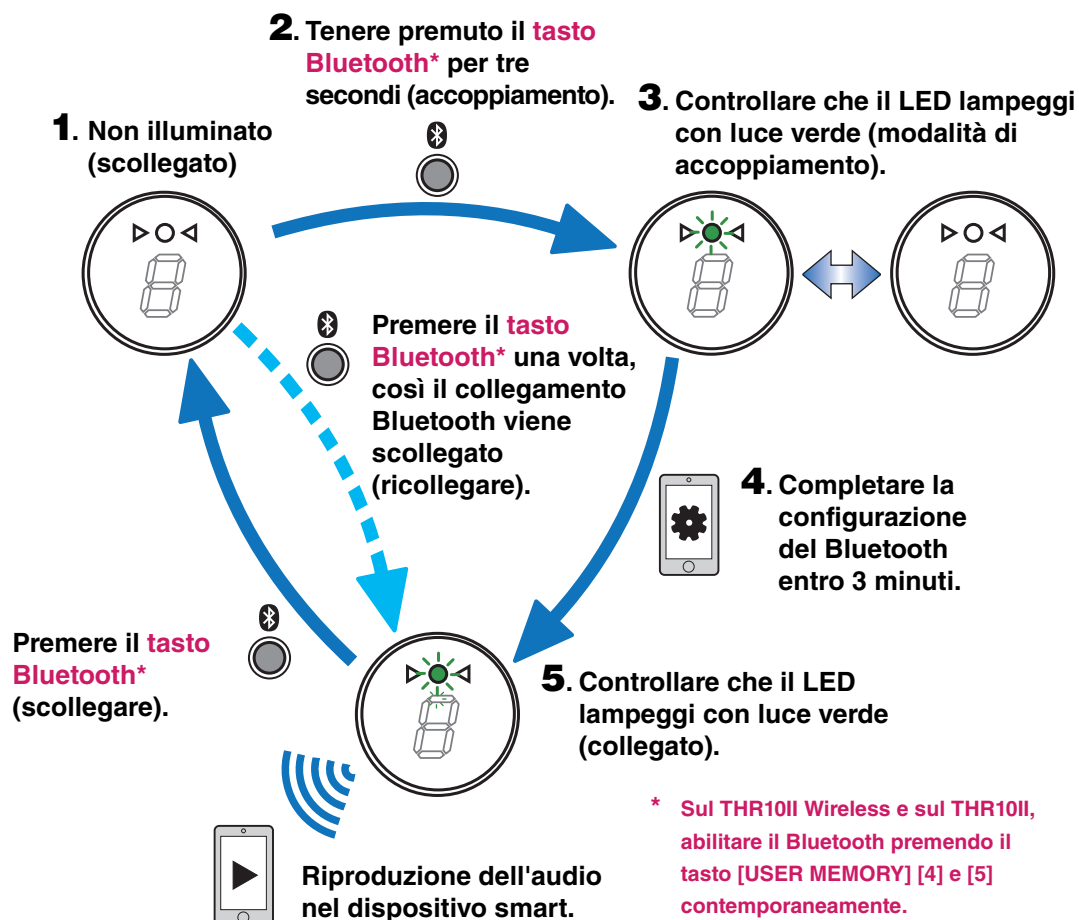 2. Tenere premuto il tasto
Bluetooth* per tre
secondi (accoppiamento).
1. Non illuminato
(scollegato)
3. Controllare che il LED lampeggi
con luce verde (modalità di
accoppiamento).
Premere il tasto
Bluetooth* una volta,
così il collegamento
Bluetooth viene
scollegato
(ricollegare).
4. Completare la
configurazione
del Bluetooth
entro 3 minuti.
Premere il tasto
Bluetooth*
(scollegare).
5. Controllare che il LED
lampeggi con luce verde
(collegato).
* Sul THR10II Wireless e sul THR10II,
abilitare il Bluetooth premendo il
tasto [USER MEMORY] [4] e [5]
contemporaneamente.
Riproduzione dell'audio
nel dispositivo smart.